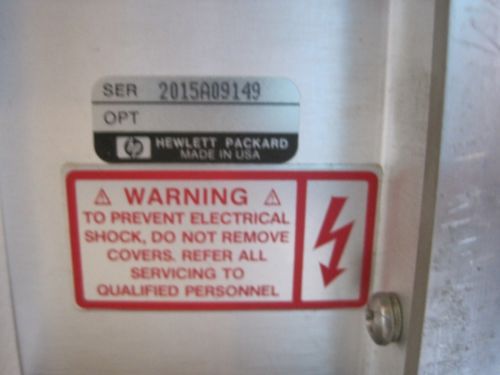 SER 2015A09149
OPT
hp HEWLETT PACKARD
MADE IN USA
WARNING
TO PREVENT ELECTRICAL
SHOCK, DO NOT REMOVE
COVERS. REFER ALL
SERVICING TO
QUALIFIED PERSONNEL